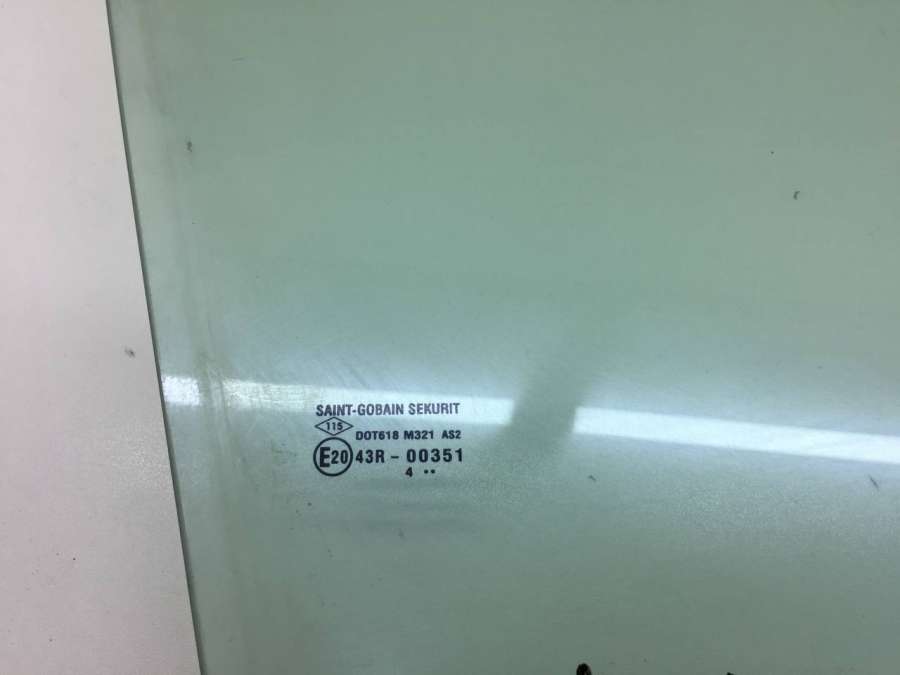 SAINT-GOBAIN SEKURIT
115
DOT618 M321 AS2
E20 43R - 00351
4 ••